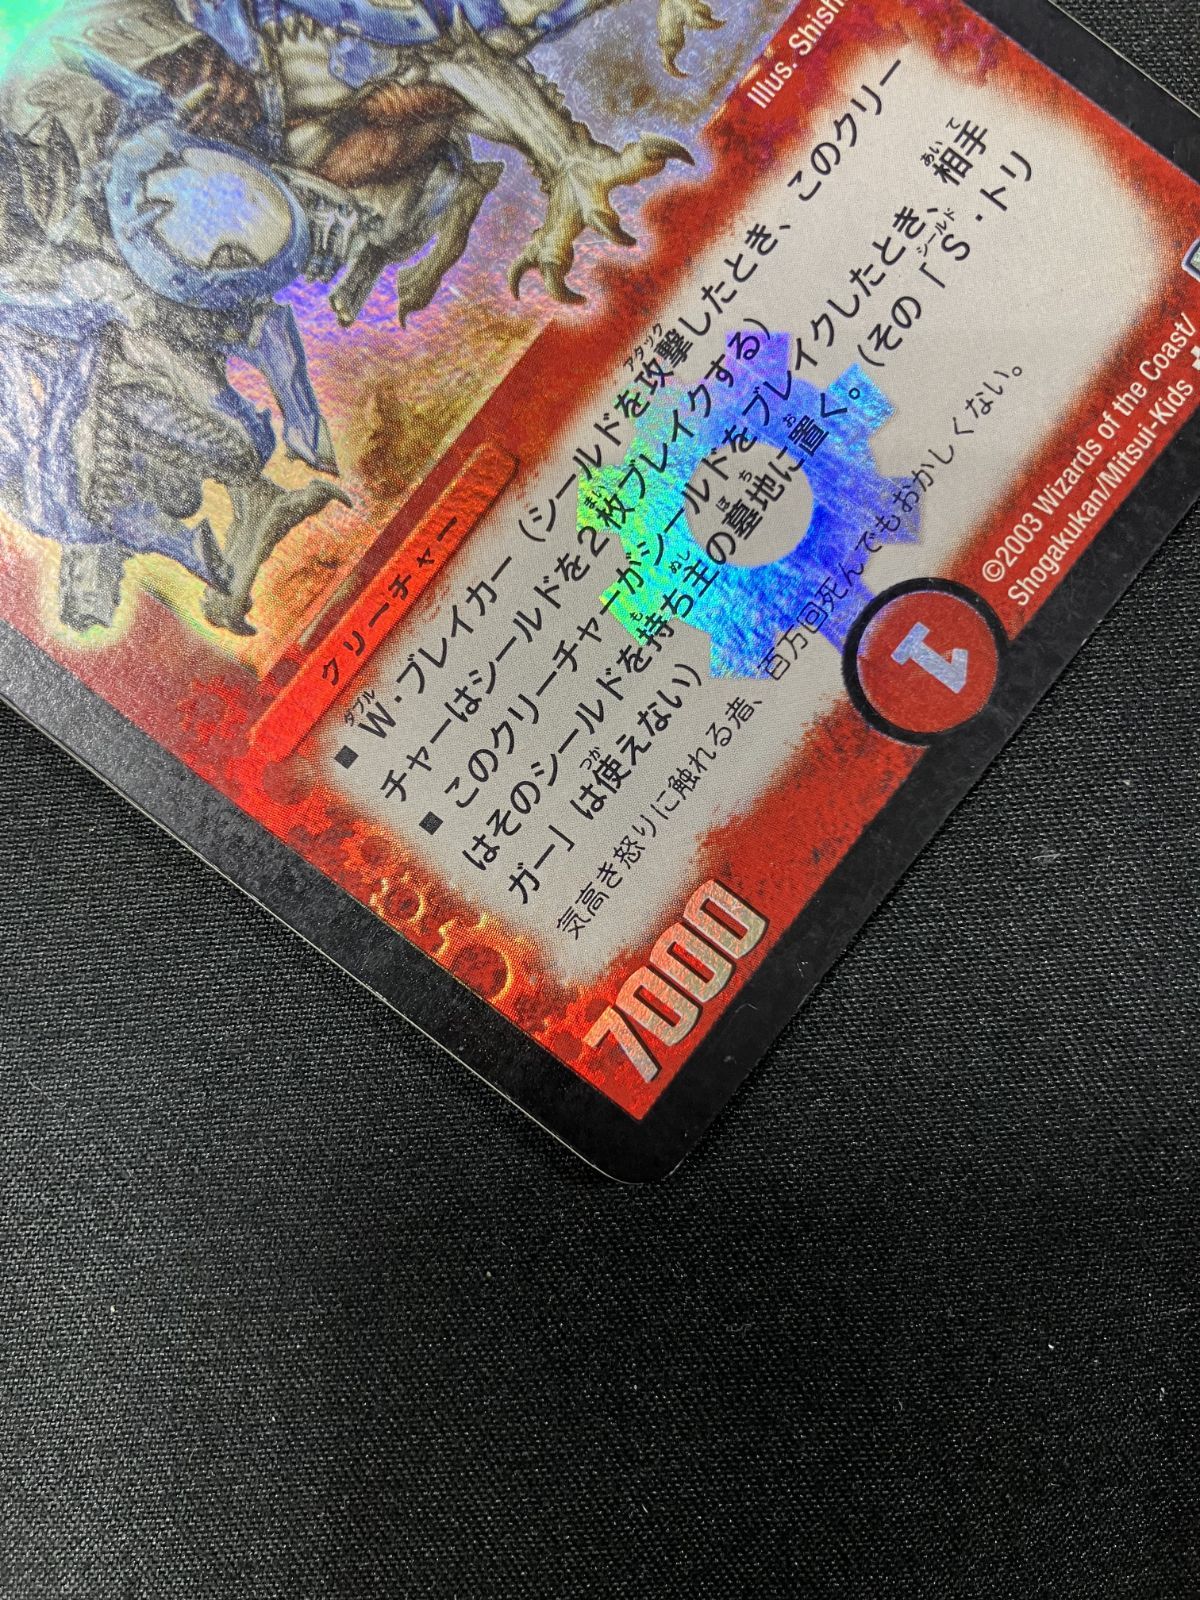 Illus. Shish
クリーチャー
■ W・ブレイカー（シールドを攻撃したとき、このクリー
チャーはシールドを2枚ブレイクする）
■ このクリーチャーがシールドをブレイクしたとき、相手
はそのシールドを持ち主の墓地に置く。（その「S・トリ
ガー」は使えない）
気高き怒りに触れる者、百万回死んでもおかしくない。
1
©2003 Wizards of the Coast/
Shogakukan/Mitsui-Kids
7000